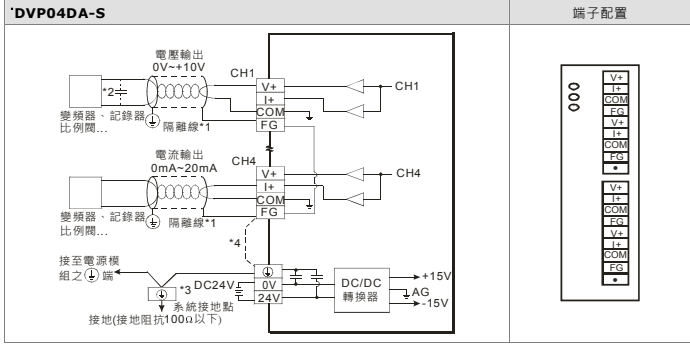 DVP04DA-S
端子配置
電壓輸出
0V~+10V
CH1
V+
I+
COM
FG
CH1
*2
變頻器、記錄器
比例閥...
隔離線*1
電流輸出
0mA~20mA
CH4
V+
I+
COM
FG
CH4
變頻器、記錄器
比例閥...
隔離線*1
*4
接至電源模
組之 端
*3
DC24V
0V
24V
DC/DC
轉換器
+15V
AG
-15V
系統接地點
接地(接地阻抗100Ω以下)
V+
I+
COM
FG
V+
I+
COM
FG
•
V+
I+
COM
FG
V+
I+
COM
FG
•